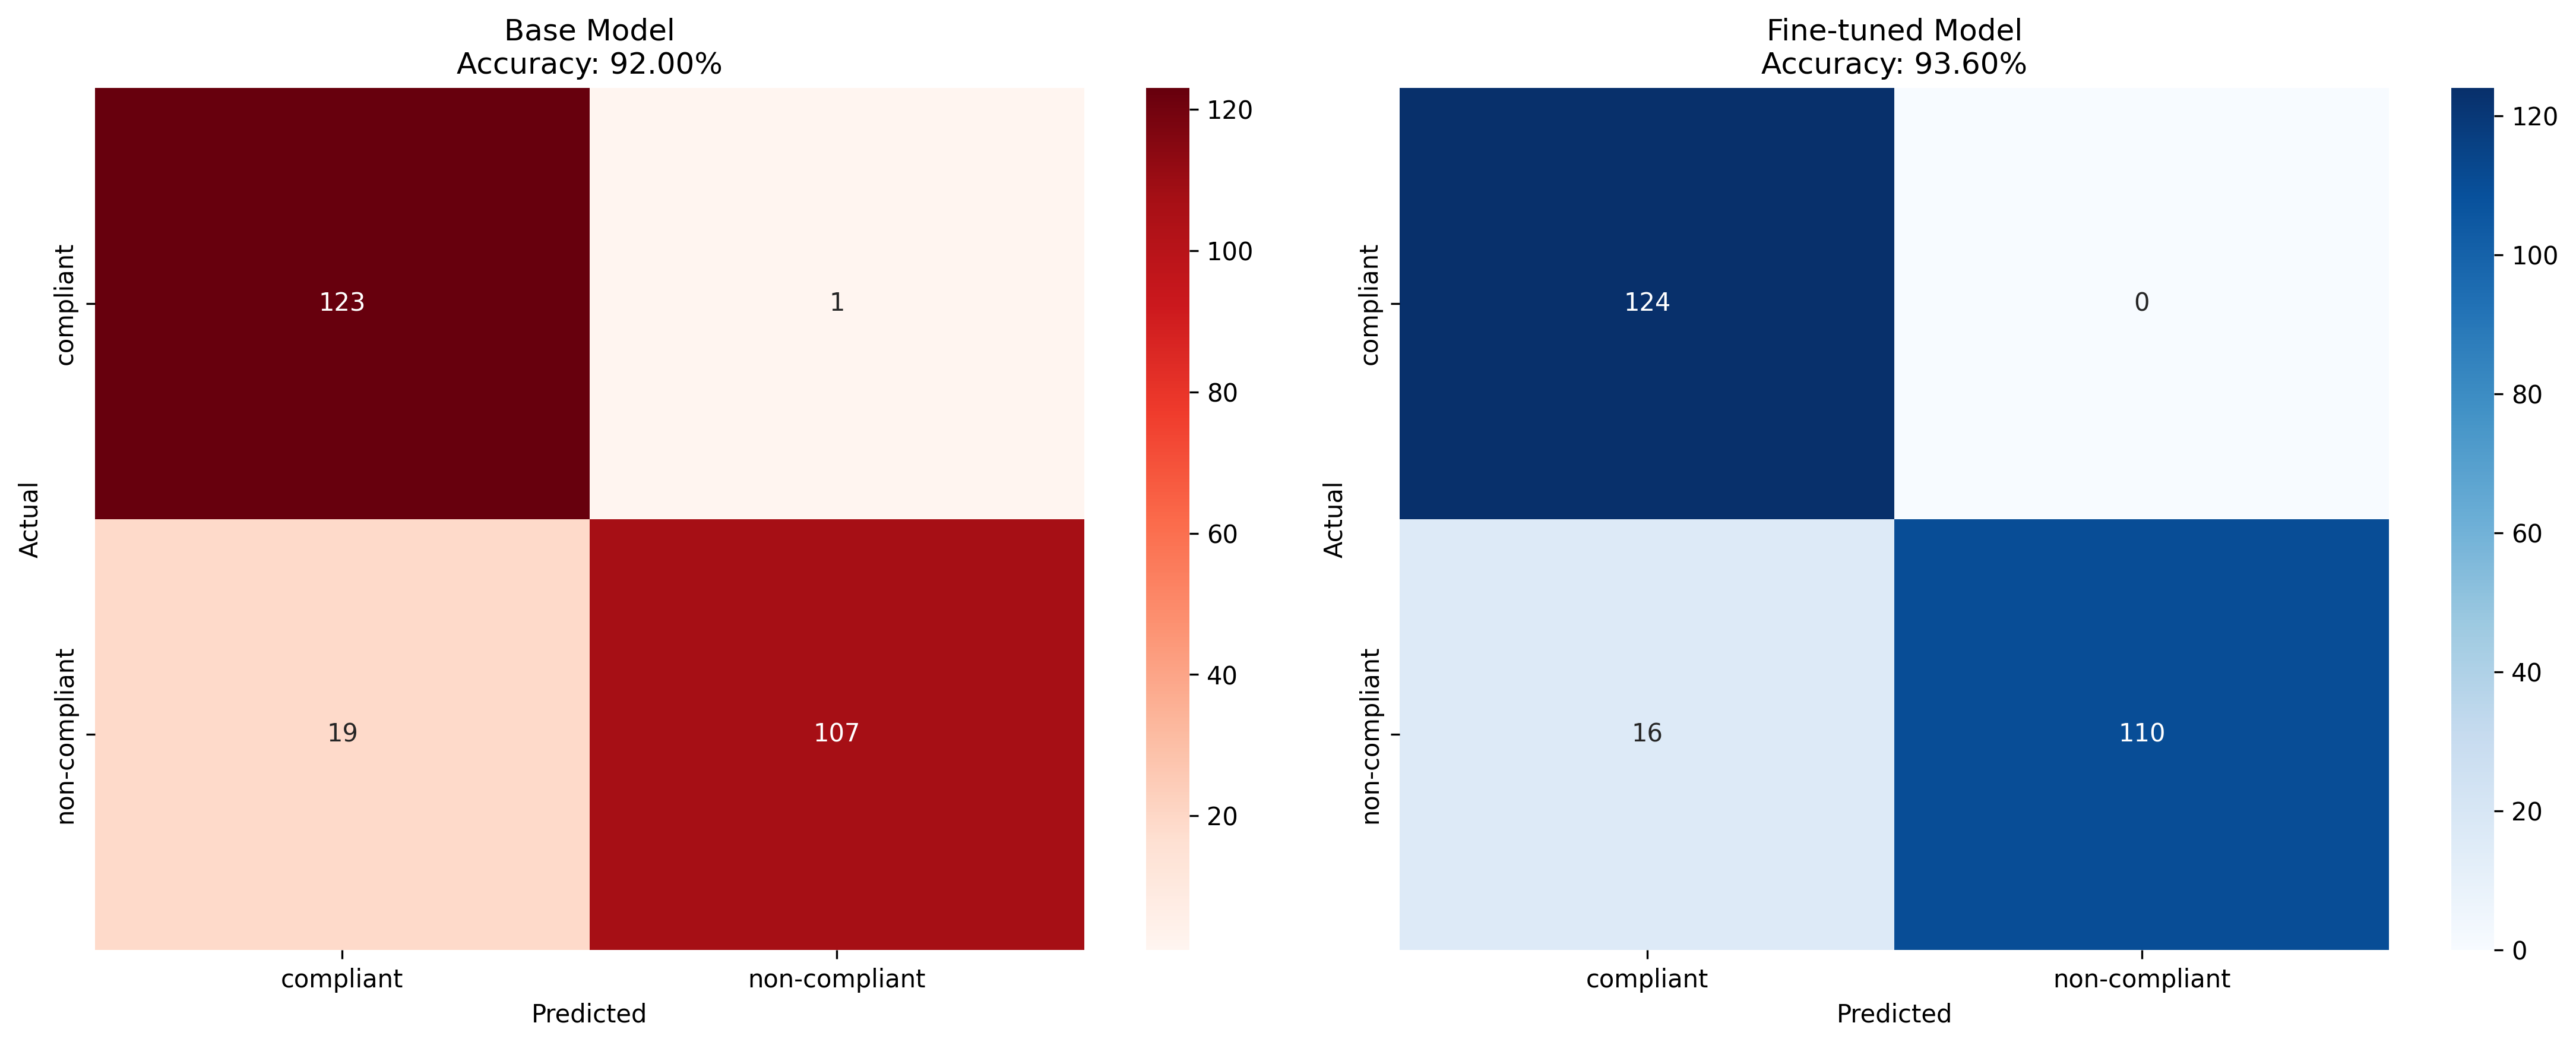 Base Model
Accuracy: 92.00%
Actual
compliant
non-compliant
123
1
19
107
compliant
non-compliant
Predicted
120
100
80
60
40
20
Fine-tuned Model
Accuracy: 93.60%
Actual
compliant
non-compliant
124
0
16
110
compliant
non-compliant
Predicted
120
100
80
60
40
20
0